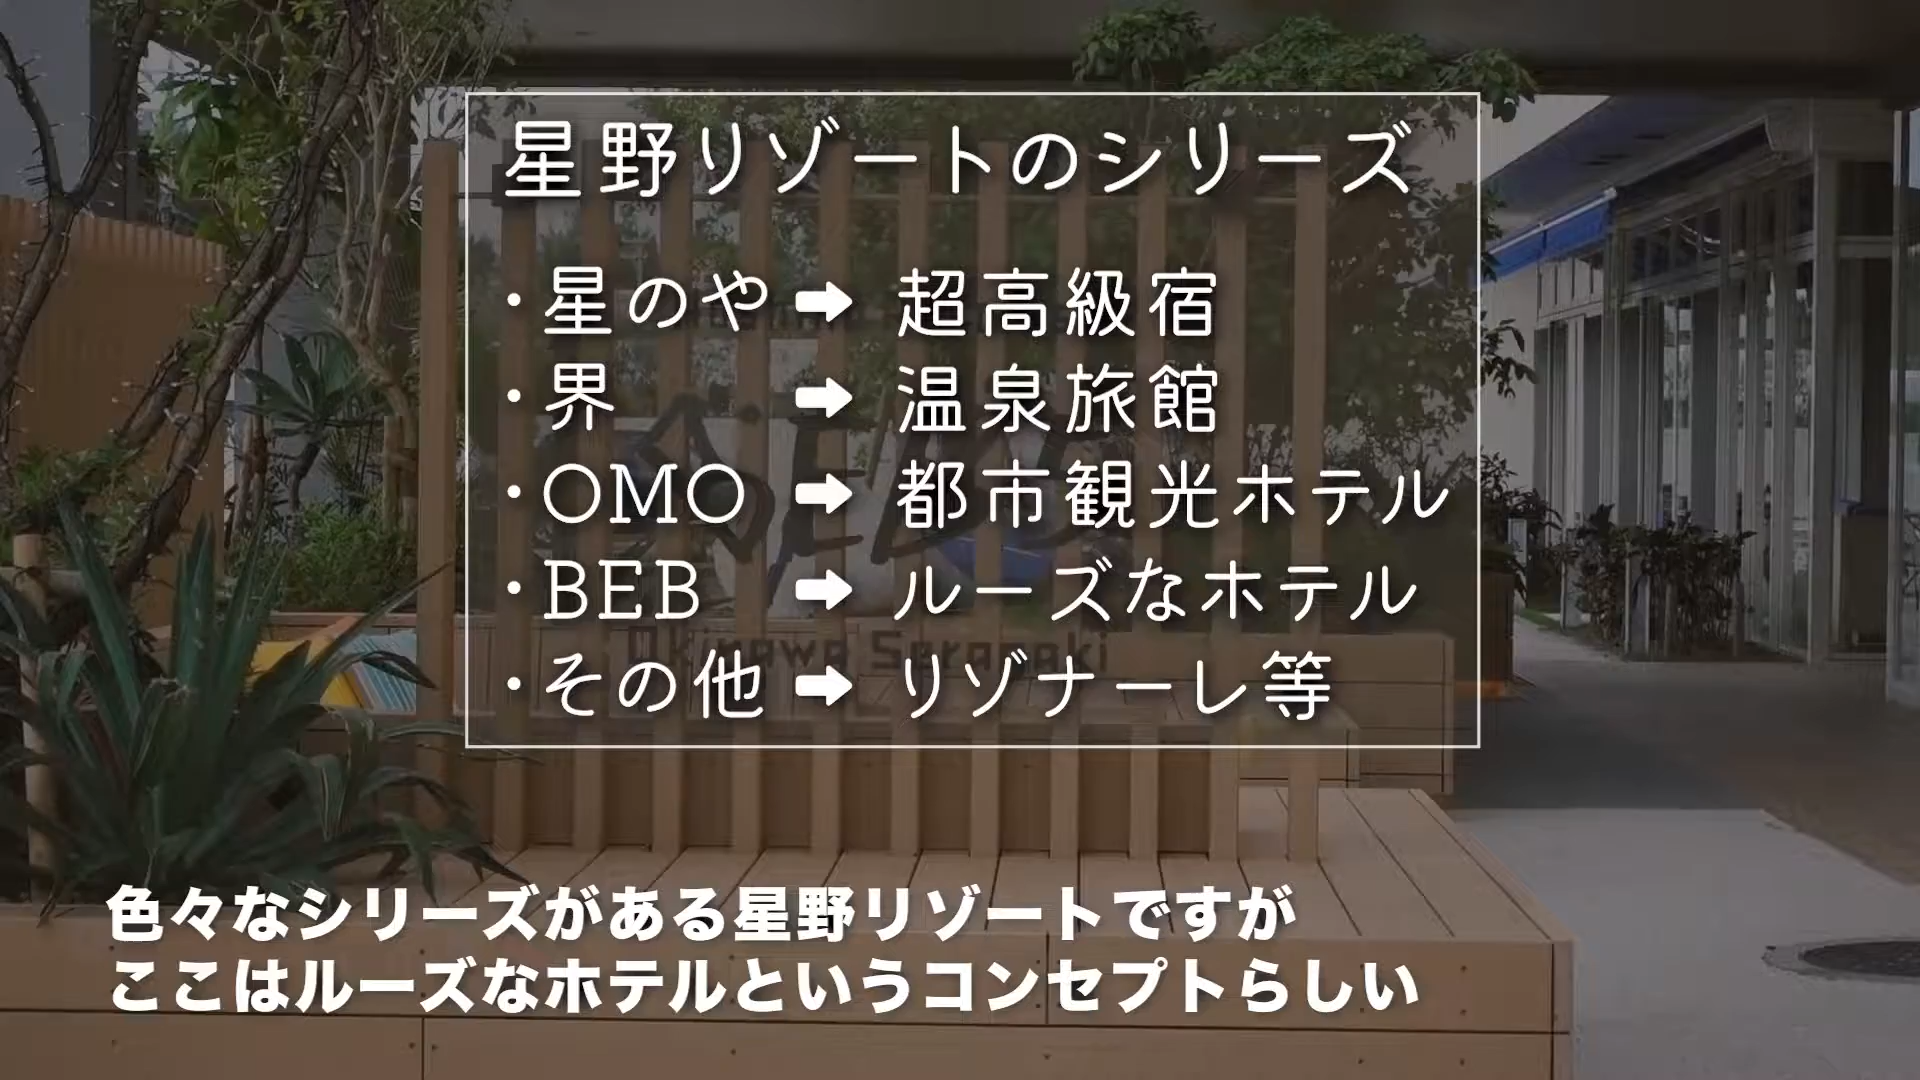 星野リゾートのシリーズ
・星のや➡超高級宿
・界➡温泉旅館
・OMO➡都市観光ホテル
・BEB➡ルーズなホテル
・その他➡リゾナーレ等
Okinawa Seragaki
色々なシリーズがある星野リゾートですが
ここはルーズなホテルというコンセプトらしい